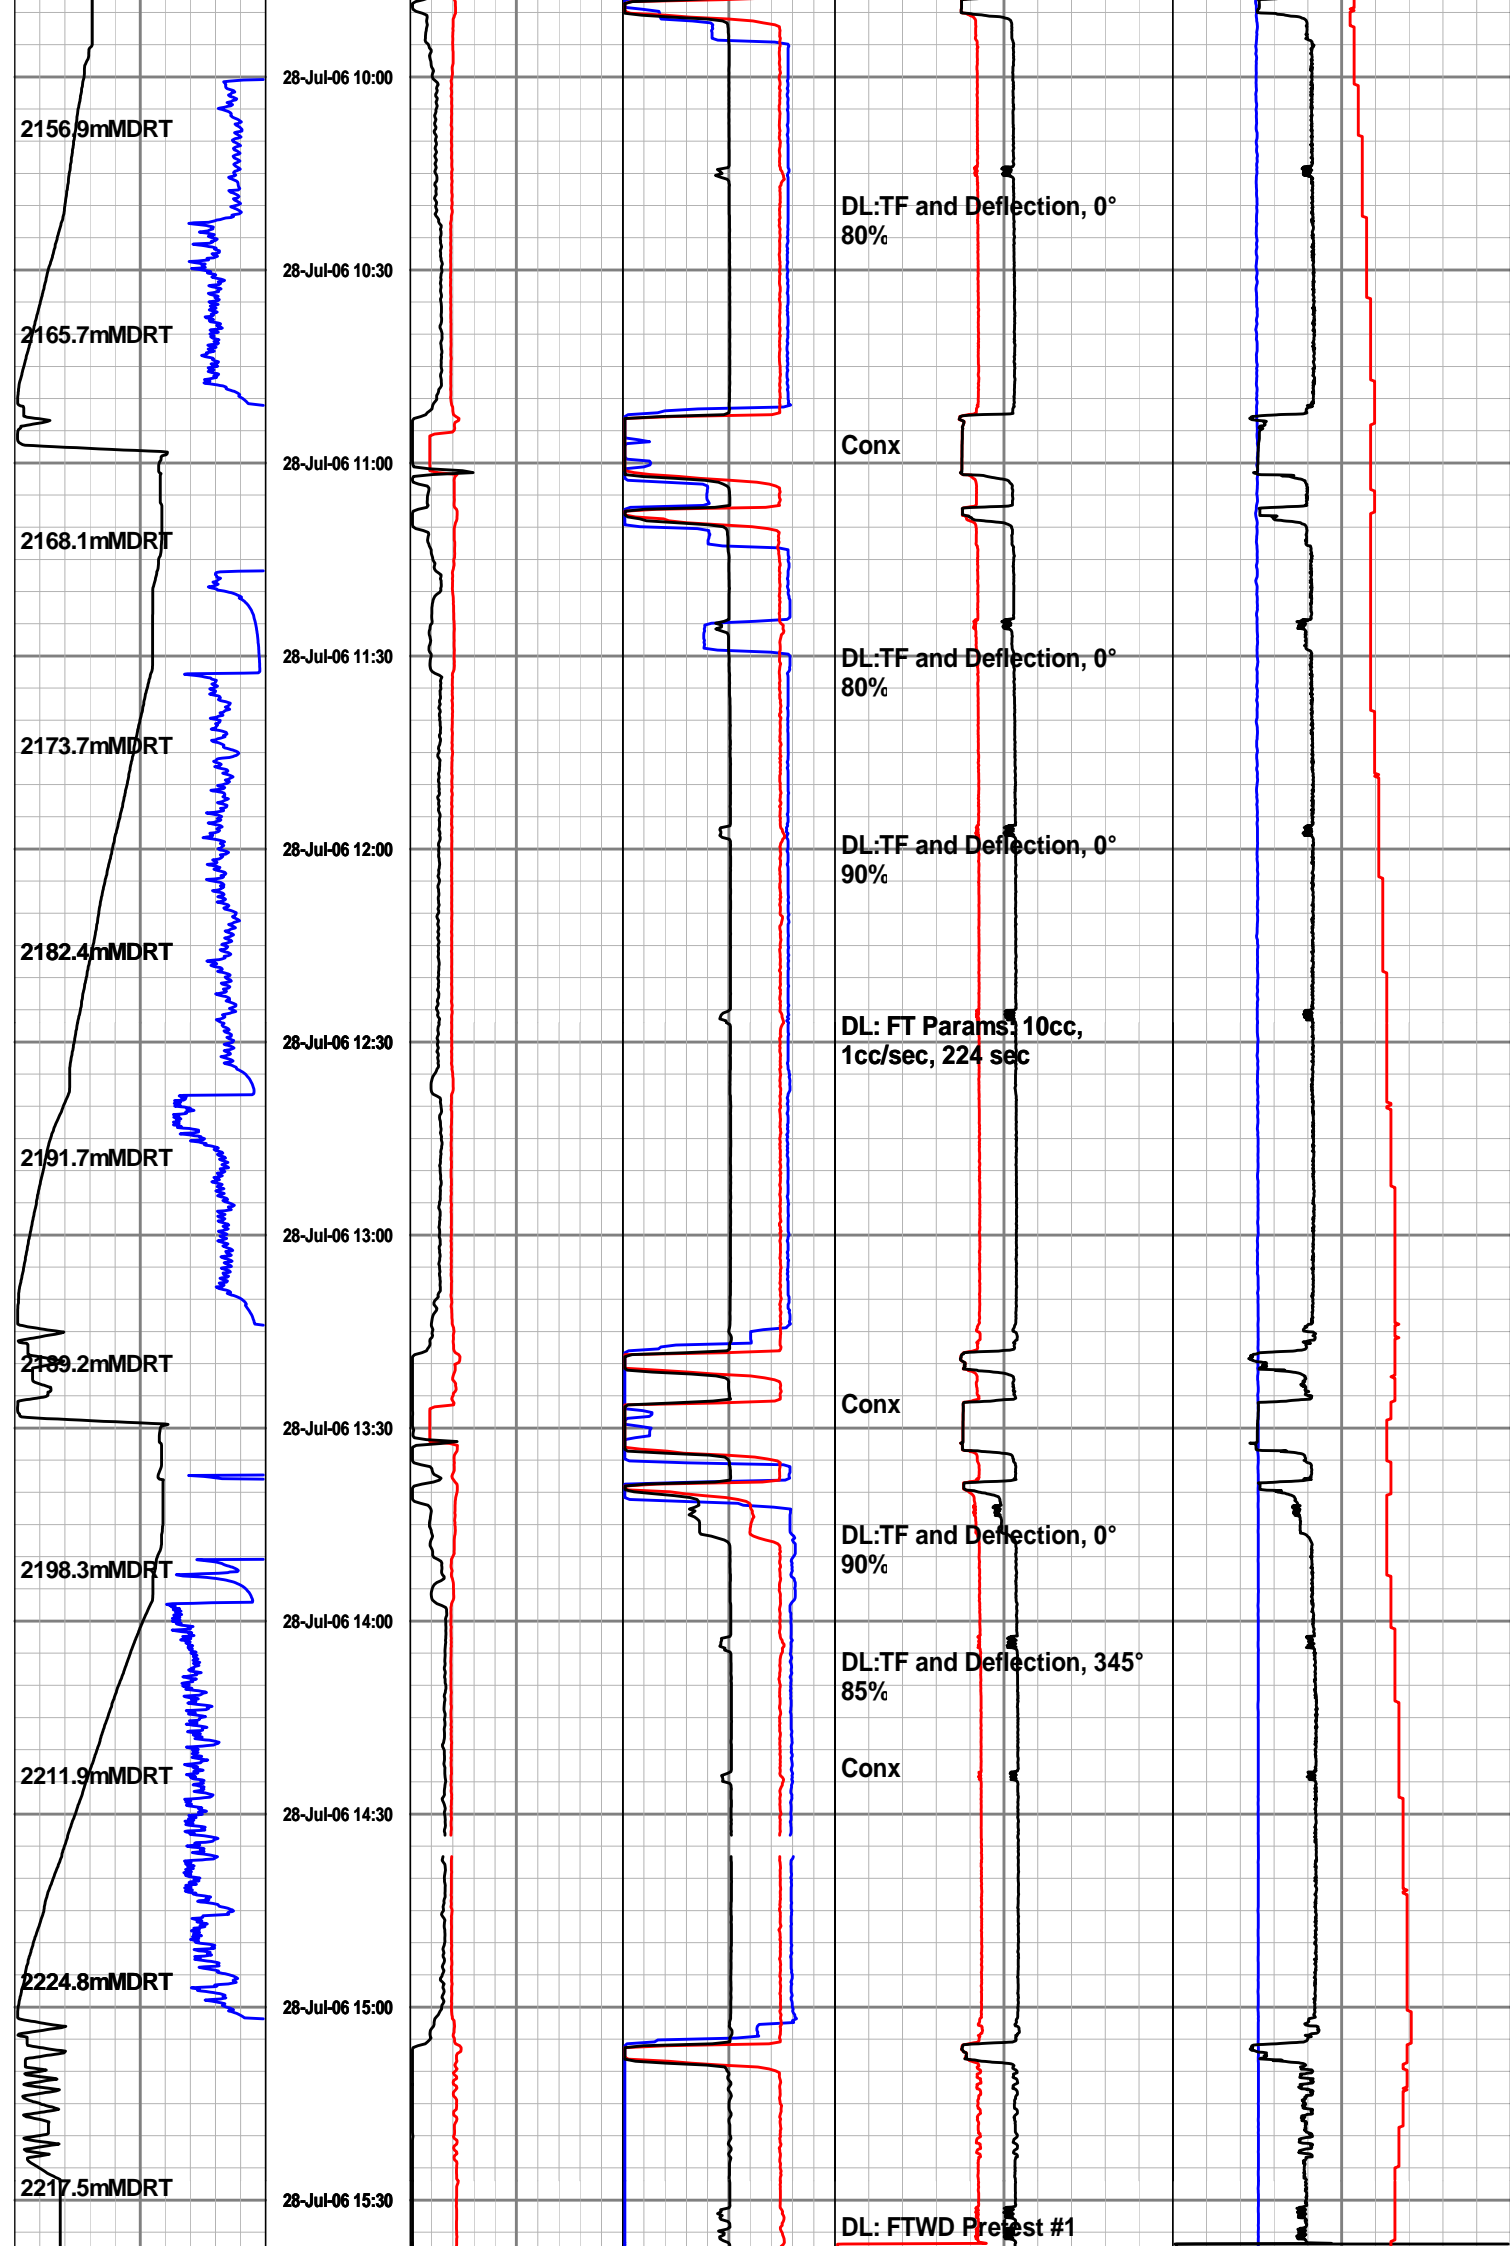 28-Jul-06 10:00
2156.9mMDRT
DL:TF and Deflection, 0°
80%
28-Jul-06 10:30
2165.7mMDRT
Conx
28-Jul-06 11:00
2168.1mMDRT
28-Jul-06 11:30
DL:TF and Deflection, 0°
80%
2173.7mMDRT
28-Jul-06 12:00
DL:TF and Deflection, 0°
90%
2182.4mMDRT
DL: FT Params: 10cc,
1cc/sec, 224 sec
28-Jul-06 12:30
2191.7mMDRT
28-Jul-06 13:00
2189.2mMDRT
Conx
28-Jul-06 13:30
DL:TF and Deflection, 0°
90%
2198.3mMDRT
28-Jul-06 14:00
DL:TF and Deflection, 345°
85%
Conx
2211.9mMDRT
28-Jul-06 14:30
2224.8mMDRT
28-Jul-06 15:00
2217.5mMDRT
28-Jul-06 15:30
DL: FTWD Pretest #1